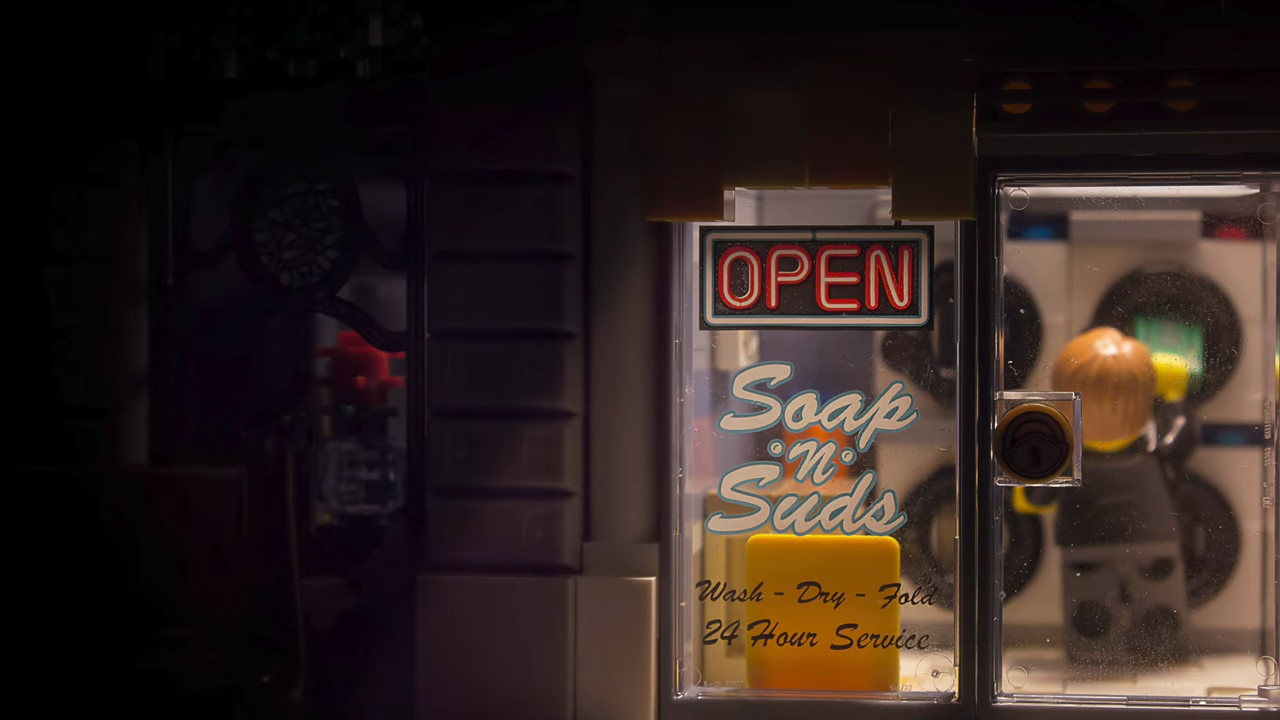 OPEN
Soap
'n'
Suds
Wash - Dry - Fold
24 Hour Service